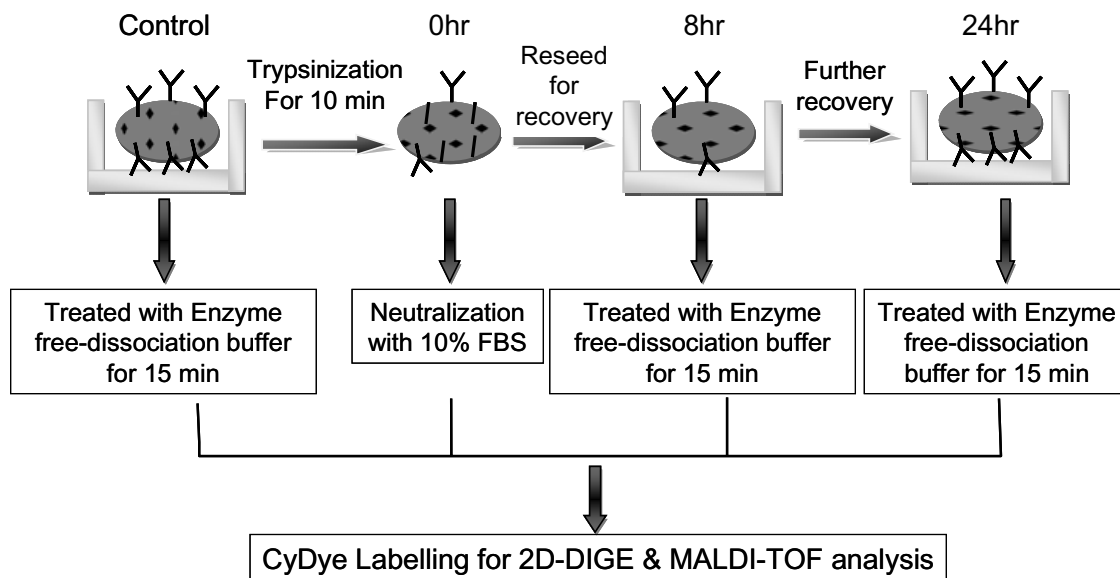 Control
0hr
8hr
24hr
Trypsinization
For 10 min
Reseed
for
recovery
Further
recovery
Treated with Enzyme
free-dissociation buffer
for 15 min
Neutralization
with 10% FBS
Treated with Enzyme
free-dissociation buffer
for 15 min
Treated with Enzyme
free-dissociation
buffer for 15 min
CyDye Labelling for 2D-DIGE & MALDI-TOF analysis